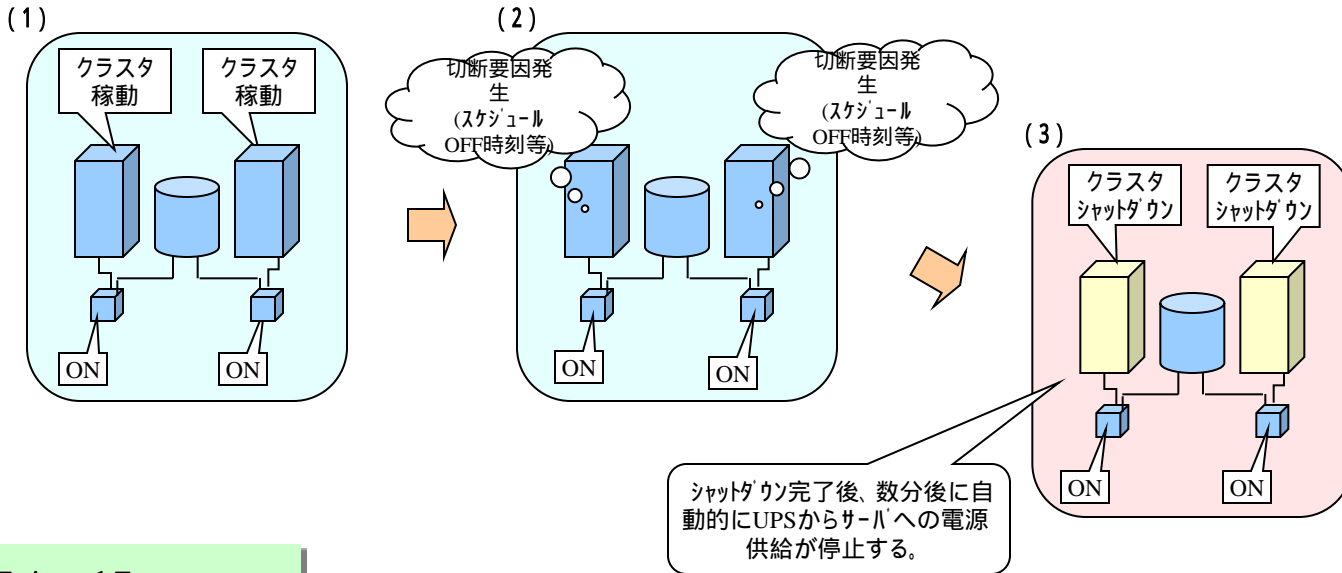 (1)
クラスタ
稼動
クラスタ
稼動
ON
ON
(2)
切断要因発
生
(ｽｹｼﾞｭｰﾙ
OFF時刻等)
切断要因発
生
(ｽｹｼﾞｭｰﾙ
OFF時刻等)
ON
ON
(3)
クラスタ
ｼｬｯﾄﾀﾞｳﾝ
クラスタ
ｼｬｯﾄﾀﾞｳﾝ
ON
ON
ｼｬｯﾄﾀﾞｳﾝ完了後、数分後に自
動的にUPSからｻｰﾊﾞへの電源
供給が停止する。